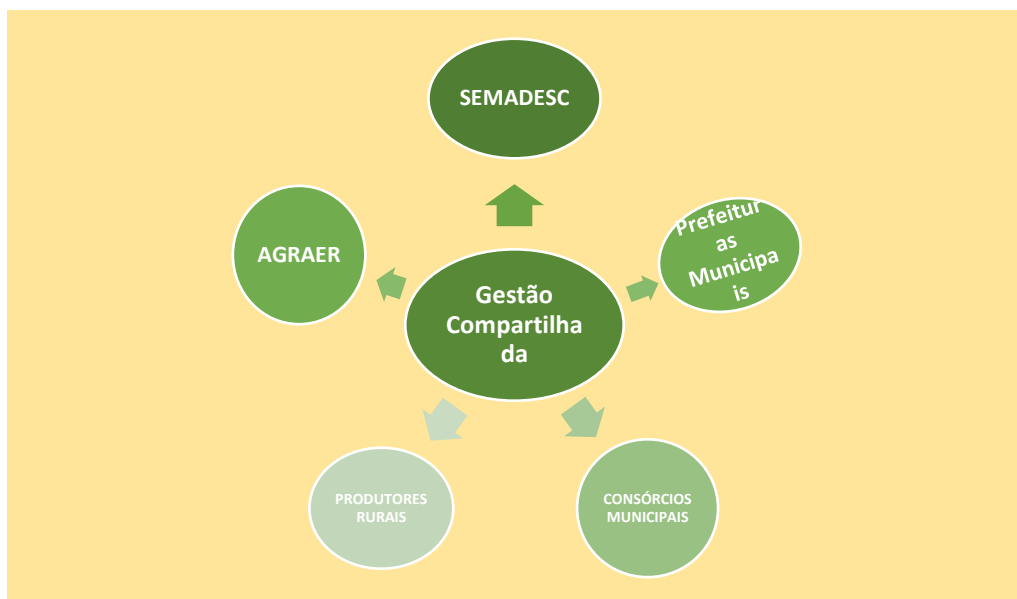 SEMADESC
AGRAER
Prefeitur
as
Municipa
is
Gestão
Compartilha
da
PRODUTORES
RURAIS
CONSÓRCIOS
MUNICIPAIS